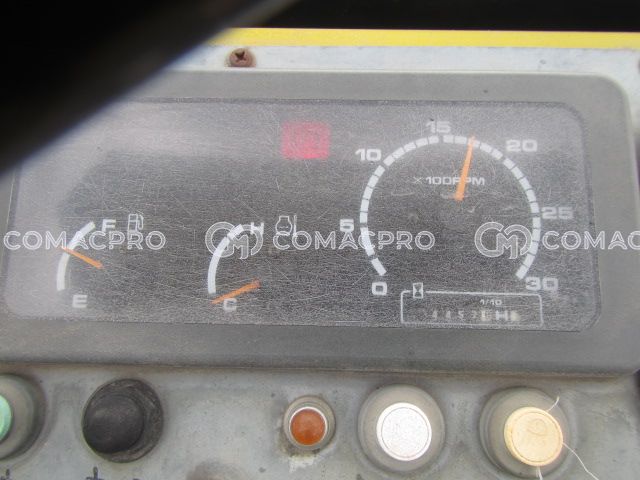 15
10
20
X100RPM
5
25
F
H
COMACPRO
COMACPRO
COMACPRO
E
C
0
30
1/10
H